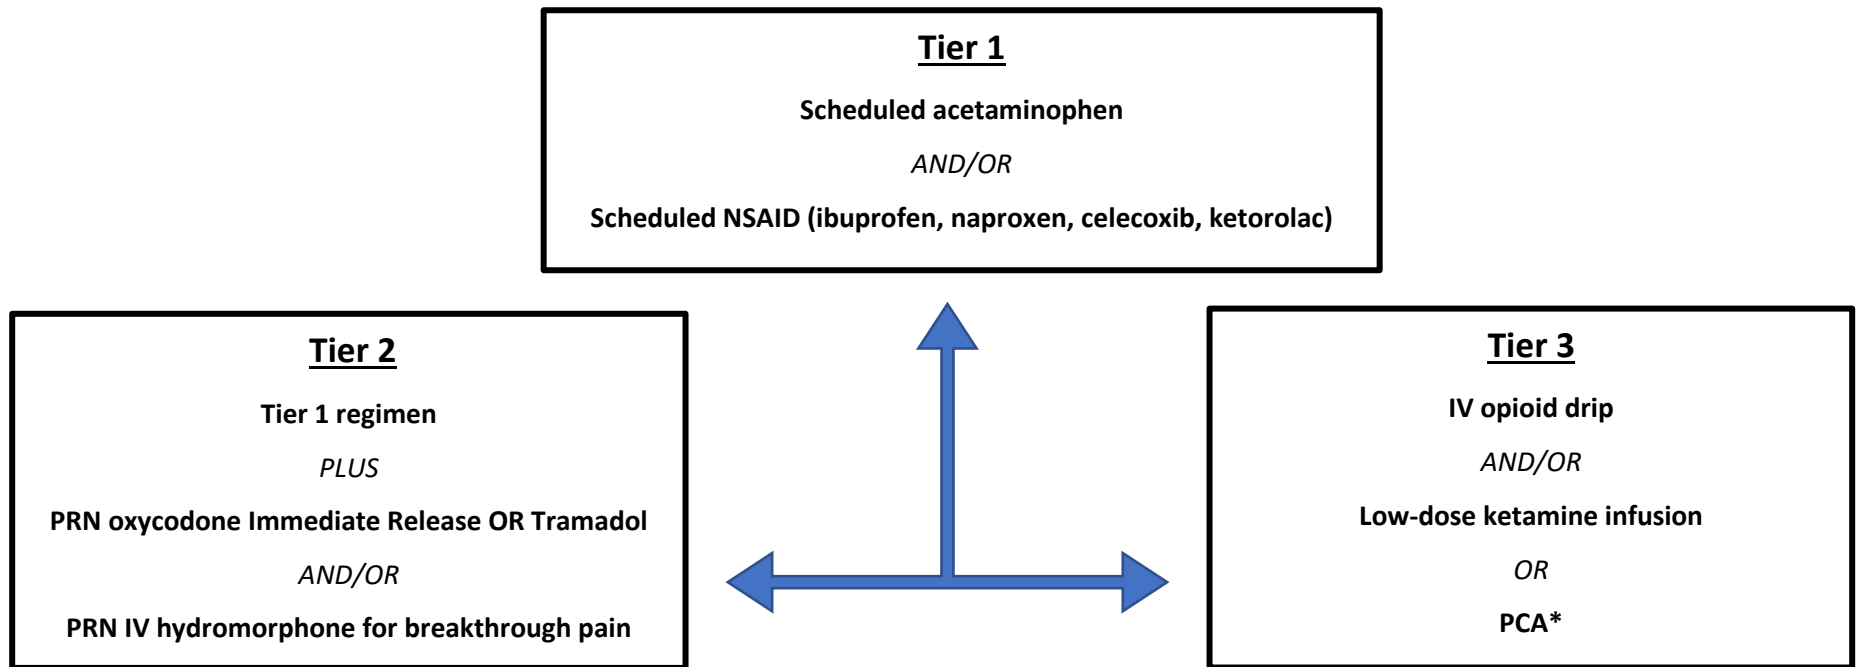 Tier 1
Scheduled acetaminophen
AND/OR
Scheduled NSAID (ibuprofen, naproxen, celecoxib, ketorolac)
Tier 2
Tier 1 regimen
PLUS
PRN oxycodone Immediate Release OR Tramadol
AND/OR
PRN IV hydromorphone for breakthrough pain
Tier 3
IV opioid drip
AND/OR
Low-dose ketamine infusion
OR
PCA*